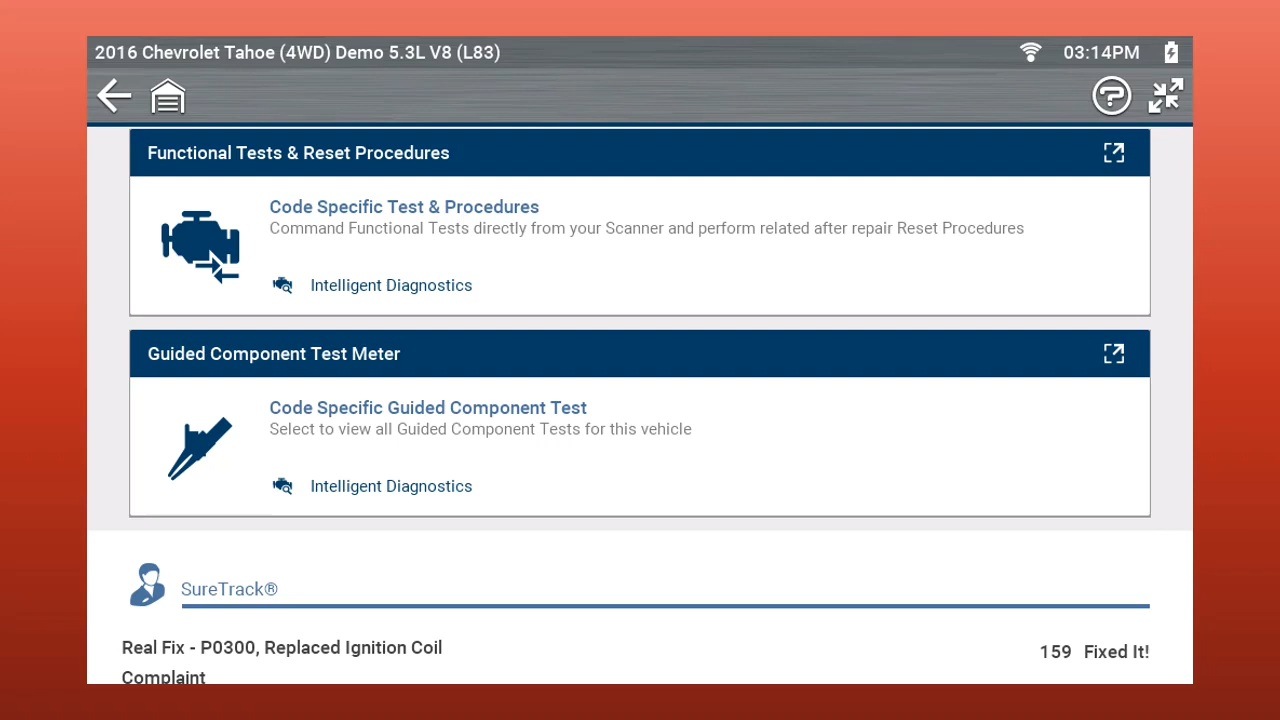 2016 Chevrolet Tahoe (4WD) Demo 5.3L V8 (L83)
03:14PM
Functional Tests & Reset Procedures
Code Specific Test & Procedures
Command Functional Tests directly from your Scanner and perform related after repair Reset Procedures
Intelligent Diagnostics
Guided Component Test Meter
Code Specific Guided Component Test
Select to view all Guided Component Tests for this vehicle
Intelligent Diagnostics
SureTrack®
Real Fix - P0300, Replaced Ignition Coil
159 Fixed It!
Complaint